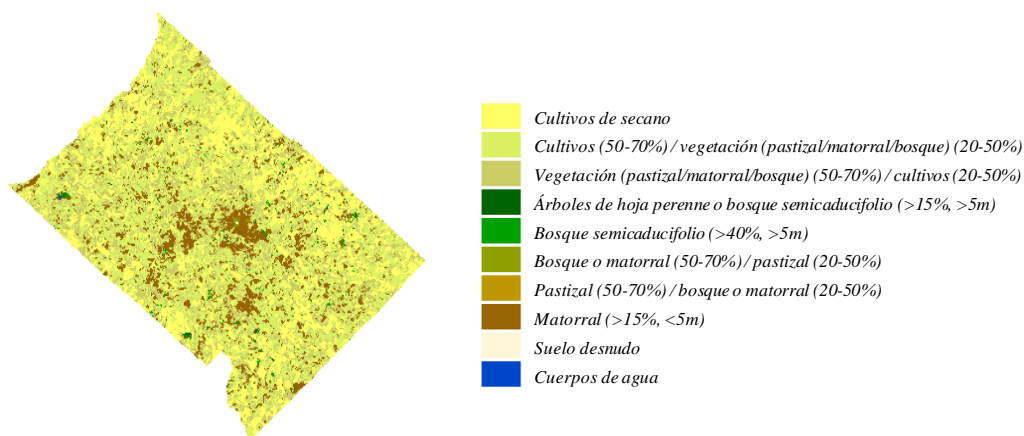 Cultivos de secano
Cultivos (50-70%) / vegetación (pastizal/matorral/bosque) (20-50%)
Vegetación (pastizal/matorral/bosque) (50-70%) / cultivos (20-50%)
Árboles de hoja perenne o bosque semicaducifolio (>15%, >5m)
Bosque semicaducifolio (>40%, >5m)
Bosque o matorral (50-70%) / pastizal (20-50%)
Pastizal (50-70%) / bosque o matorral (20-50%)
Matorral (>15%, <5m)
Suelo desnudo
Cuerpos de agua